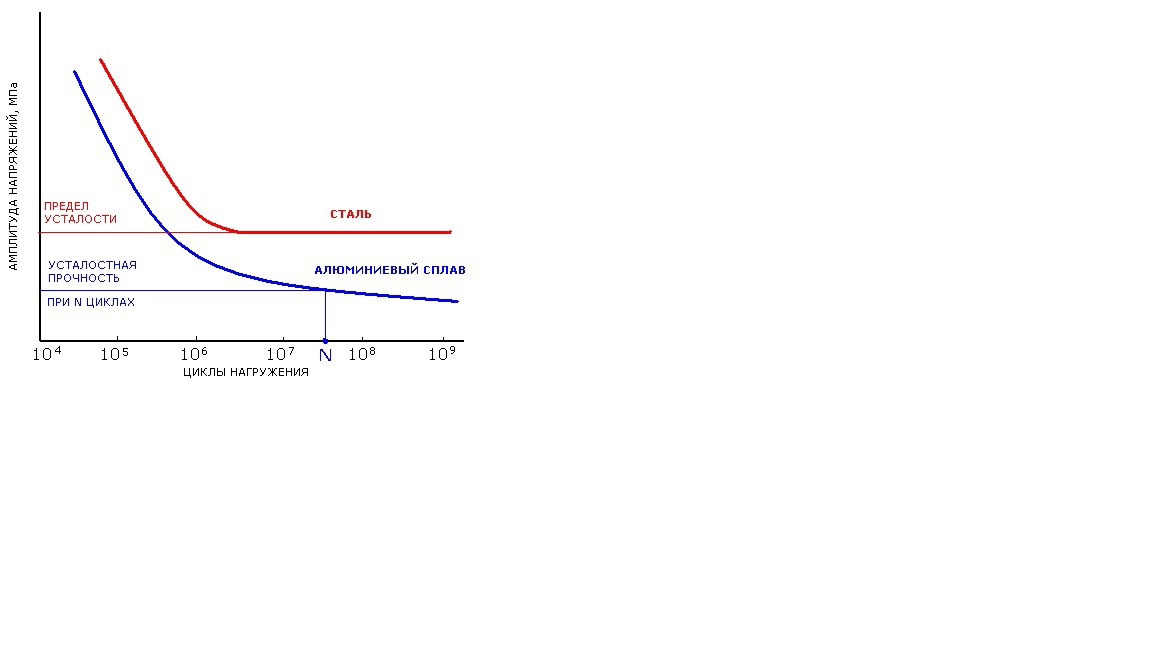 АМПЛИТУДА НАПРЯЖЕНИЙ, МПа
ПРЕДЕЛ
УСТАЛОСТИ
СТАЛЬ
УСТАЛОСТНАЯ
ПРОЧНОСТЬ
ПРИ N ЦИКЛАХ
АЛЮМИНИЕВЫЙ СПЛАВ
10⁴ 10⁵ 10⁶ 10⁷ N 10⁸ 10⁹
ЦИКЛЫ НАГРУЖЕНИЯ